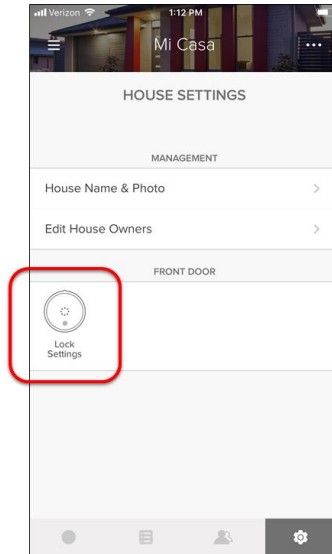 Verizon 1:12 PM
Mi Casa
HOUSE SETTINGS
MANAGEMENT
House Name & Photo
Edit House Owners
FRONT DOOR
Lock
Settings